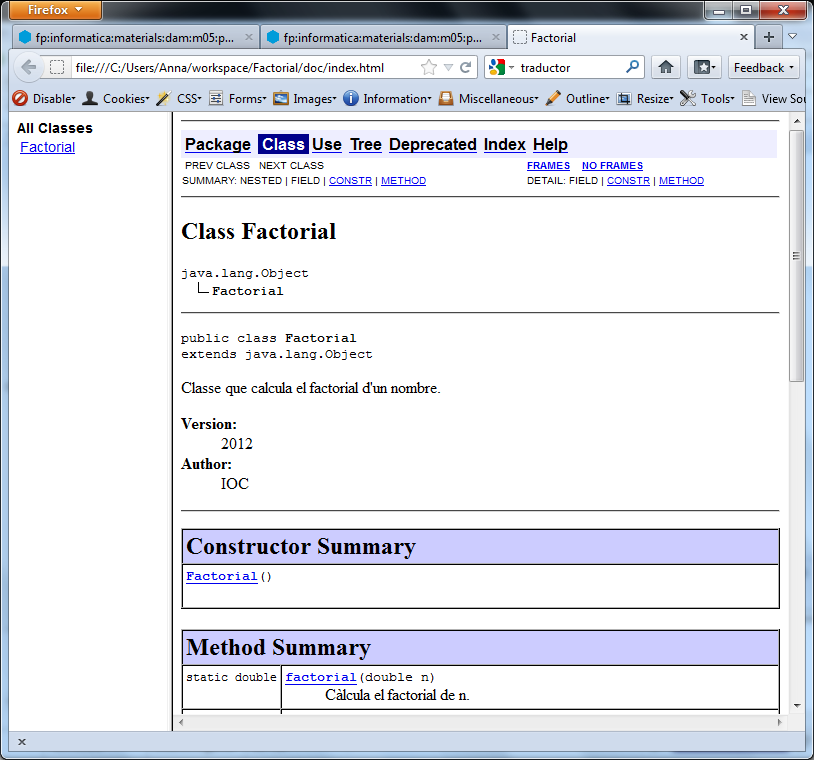 Firefox
fp:informatica:materials:dam:m05:p... fp:informatica:materials:dam:m05:p... Factorial
file:///C:/Users/Anna/workspace/Factorial/doc/index.html traductor Feedback
Disable Cookies CSS Forms Images Information Miscellaneous Outline Resize Tools View Sou
All Classes
Factorial
Package Class Use Tree Deprecated Index Help
PREV CLASS NEXT CLASS FRAMES NO FRAMES
SUMMARY: NESTED | FIELD | CONSTR | METHOD DETAIL: FIELD | CONSTR | METHOD
Class Factorial
java.lang.Object
Factorial
public class Factorial
extends java.lang.Object
Classe que calcula el factorial d'un nombre.
Version:
2012
Author:
IOC
Constructor Summary
Factorial()
Method Summary
static double factorial(double n)
Càlcula el factorial de n.